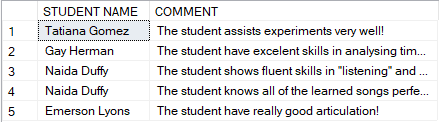 STUDENT NAME COMMENT
1 Tatiana Gomez The student assists experiments very well!
2 Gay Herman The student have excelent skills in analysing tim...
3 Naida Duffy The student shows fluent skills in "listening" and ...
4 Naida Duffy The student knows all of the learned songs perfe...
5 Emerson Lyons The student have really good articulation!